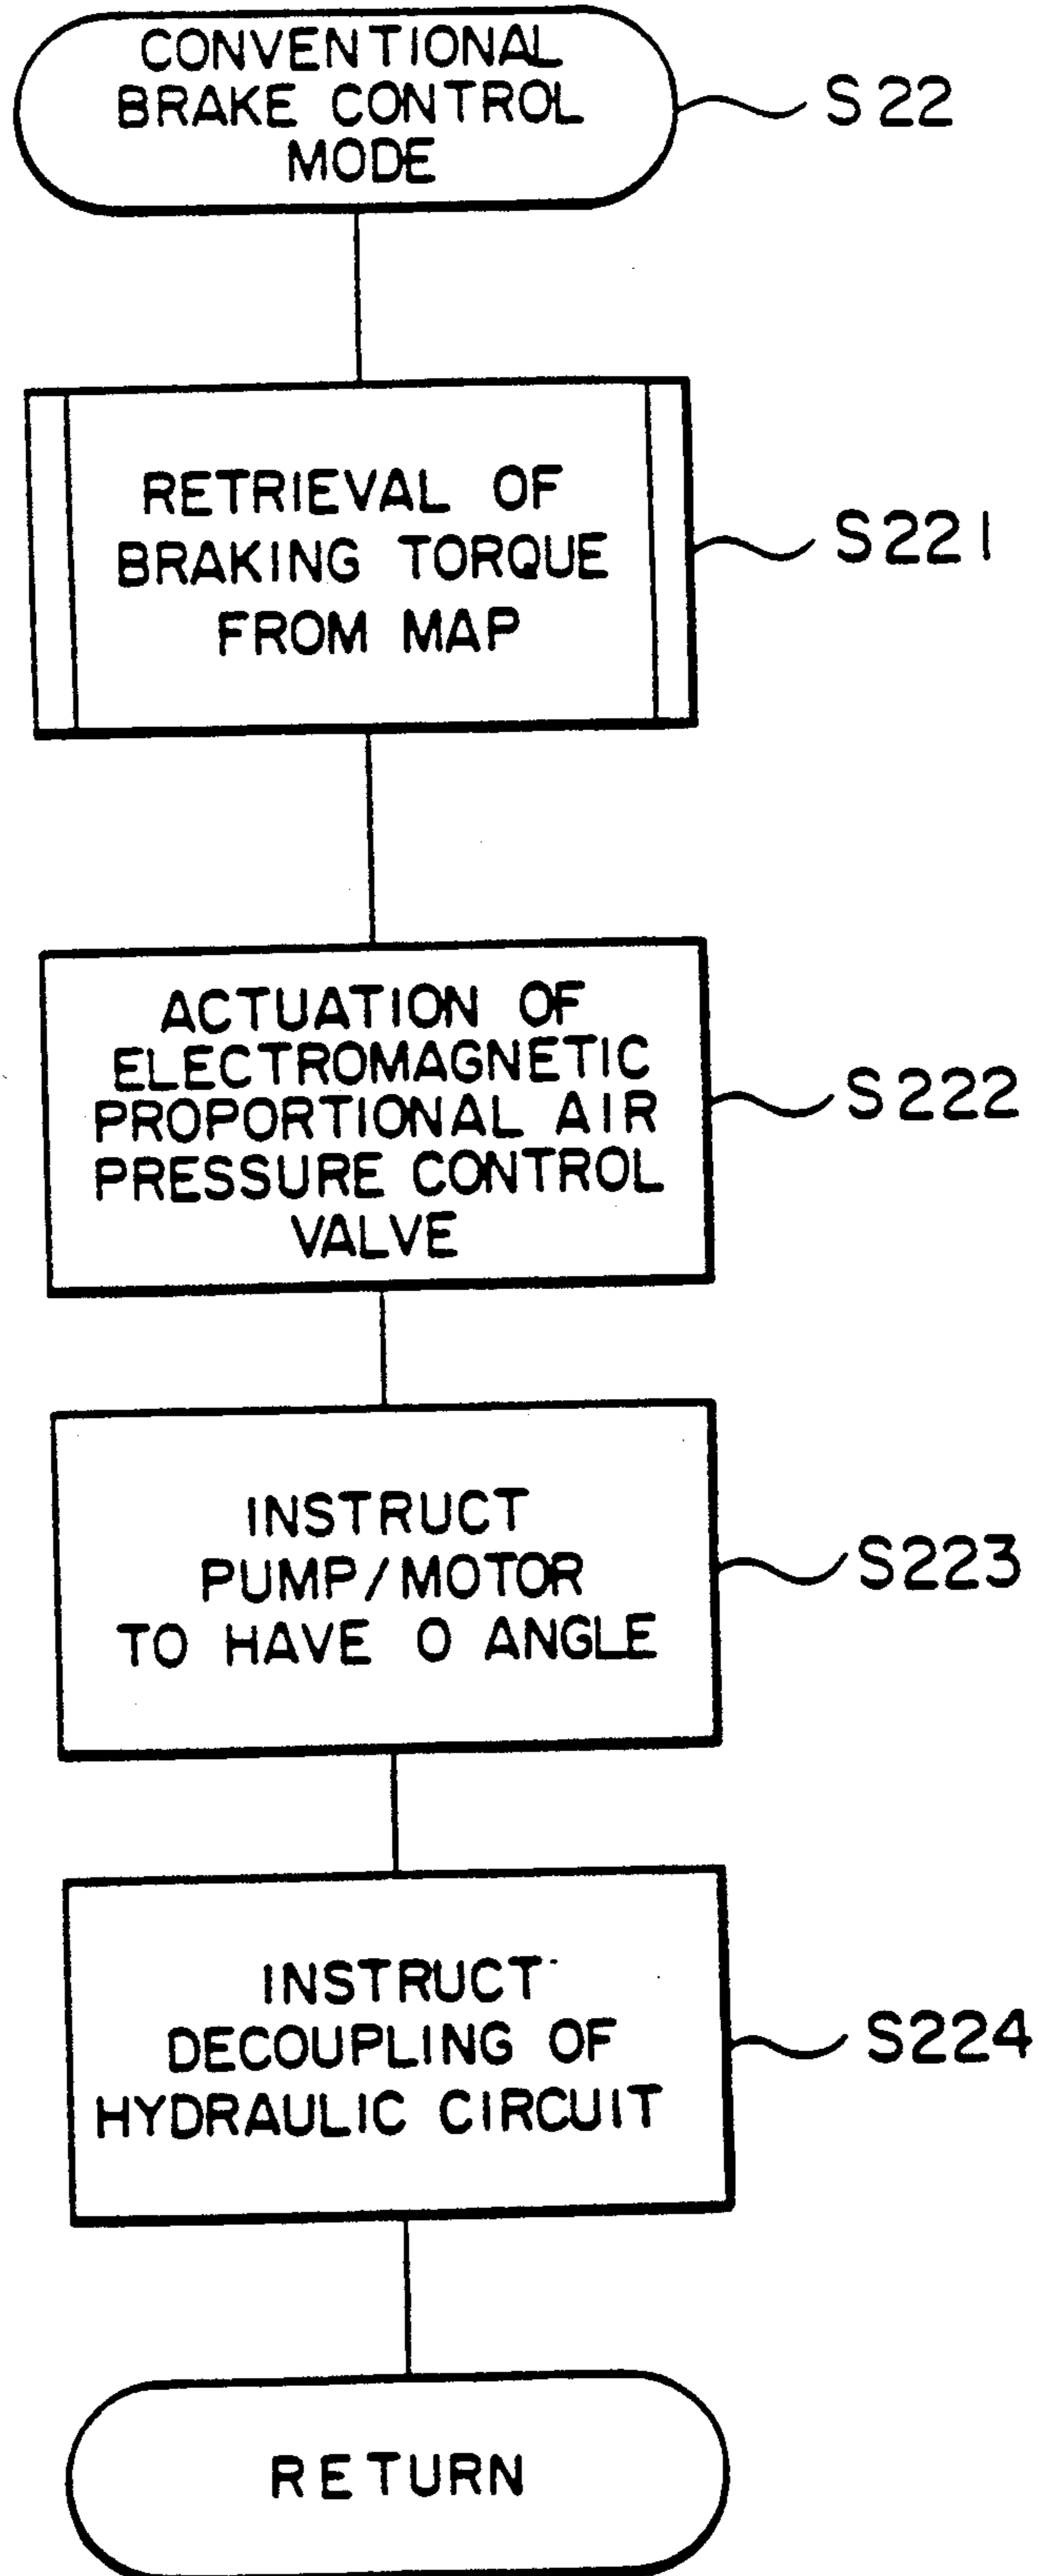 CONVENTIONAL
BRAKE CONTROL
MODE
S22
RETRIEVAL OF
BRAKING TORQUE
FROM MAP
S221
ACTUATION OF
ELECTROMAGNETIC
PROPORTIONAL AIR
PRESSURE CONTROL
VALVE
S222
INSTRUCT
PUMP/MOTOR
TO HAVE 0 ANGLE
S223
INSTRUCT
DECOUPLING OF
HYDRAULIC CIRCUIT
S224
RETURN